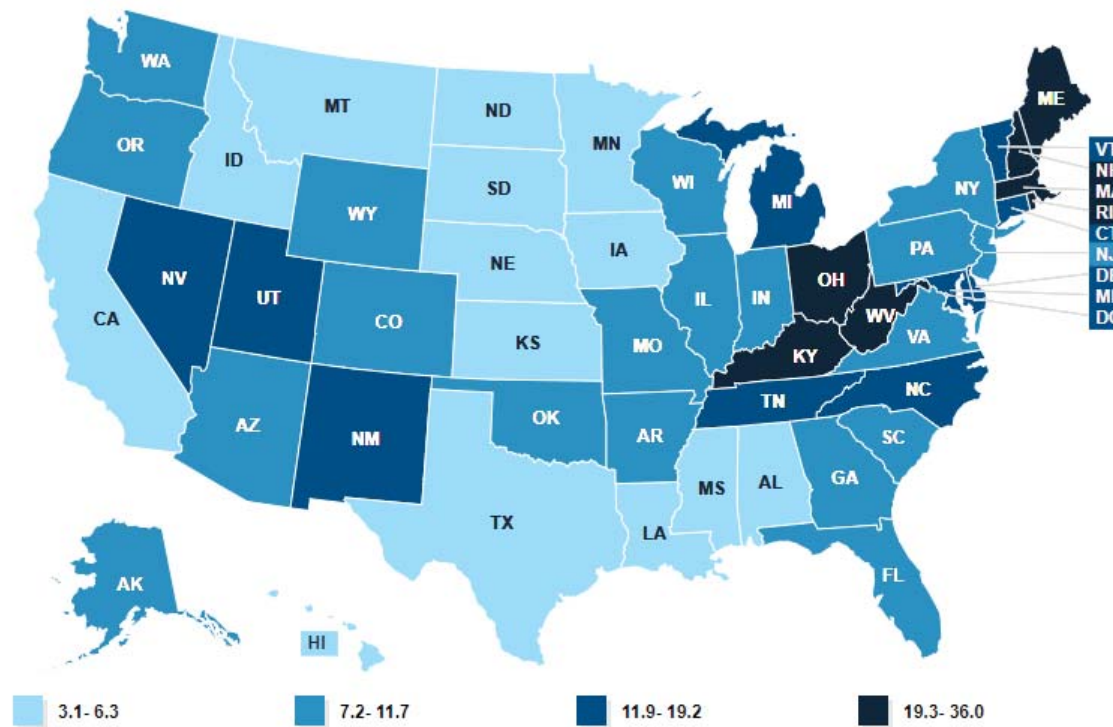 WA
MT
ND
MN
ME
OR
ID
SD
WI
MI
NY
VT
WY
NE
IA
PA
NJ
NV
UT
CO
KS
IL
IN
OH
WV
VA
CA
MO
KY
AZ
NM
OK
AR
TN
NC
SC
TX
LA
MS
AL
GA
AK
HI
FL
RI
CT
3.1- 6.3
7.2- 11.7
11.9- 19.2
19.3- 36.0